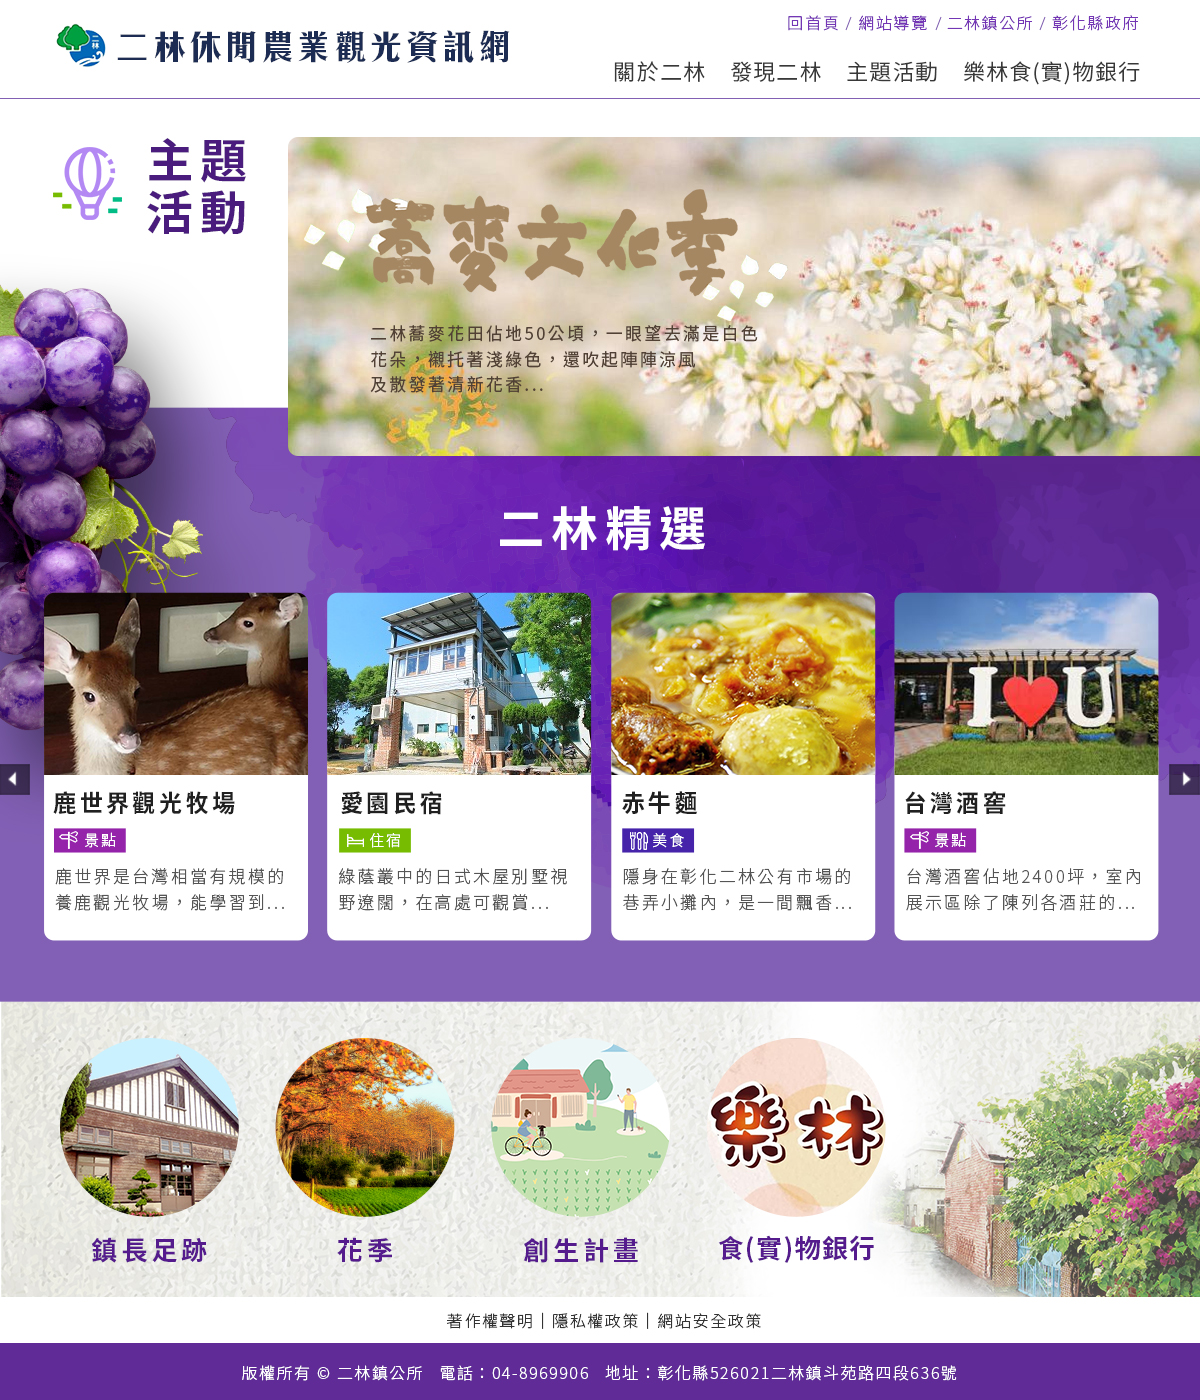 回首頁 / 網站導覽 / 二林鎮公所 / 彰化縣政府
二林
二林休閒農業觀光資訊網
關於二林 發現二林 主題活動 樂林食(實)物銀行
主題
活動
蕎麥文化季
二林蕎麥花田佔地50公頃，一眼望去滿是白色
花朵，襯托著淺綠色，還吹起陣陣涼風
及散發著清新花香...
二林精選
I U
鹿世界觀光牧場
景點
鹿世界是台灣相當有規模的
養鹿觀光牧場，能學習到...
愛園民宿
住宿
綠蔭叢中的日式木屋別墅視
野遼闊，在高處可觀賞...
赤牛麵
美食
隱身在彰化二林公有市場的
巷弄小攤內，是一間飄香...
台灣酒窖
景點
台灣酒窖佔地2400坪，室內
展示區除了陳列各酒莊的...
樂林
鎮長足跡
花季
創生計畫
食(實)物銀行
著作權聲明｜隱私權政策｜網站安全政策
版權所有 © 二林鎮公所 電話：04-8969906 地址：彰化縣526021二林鎮斗苑路四段636號